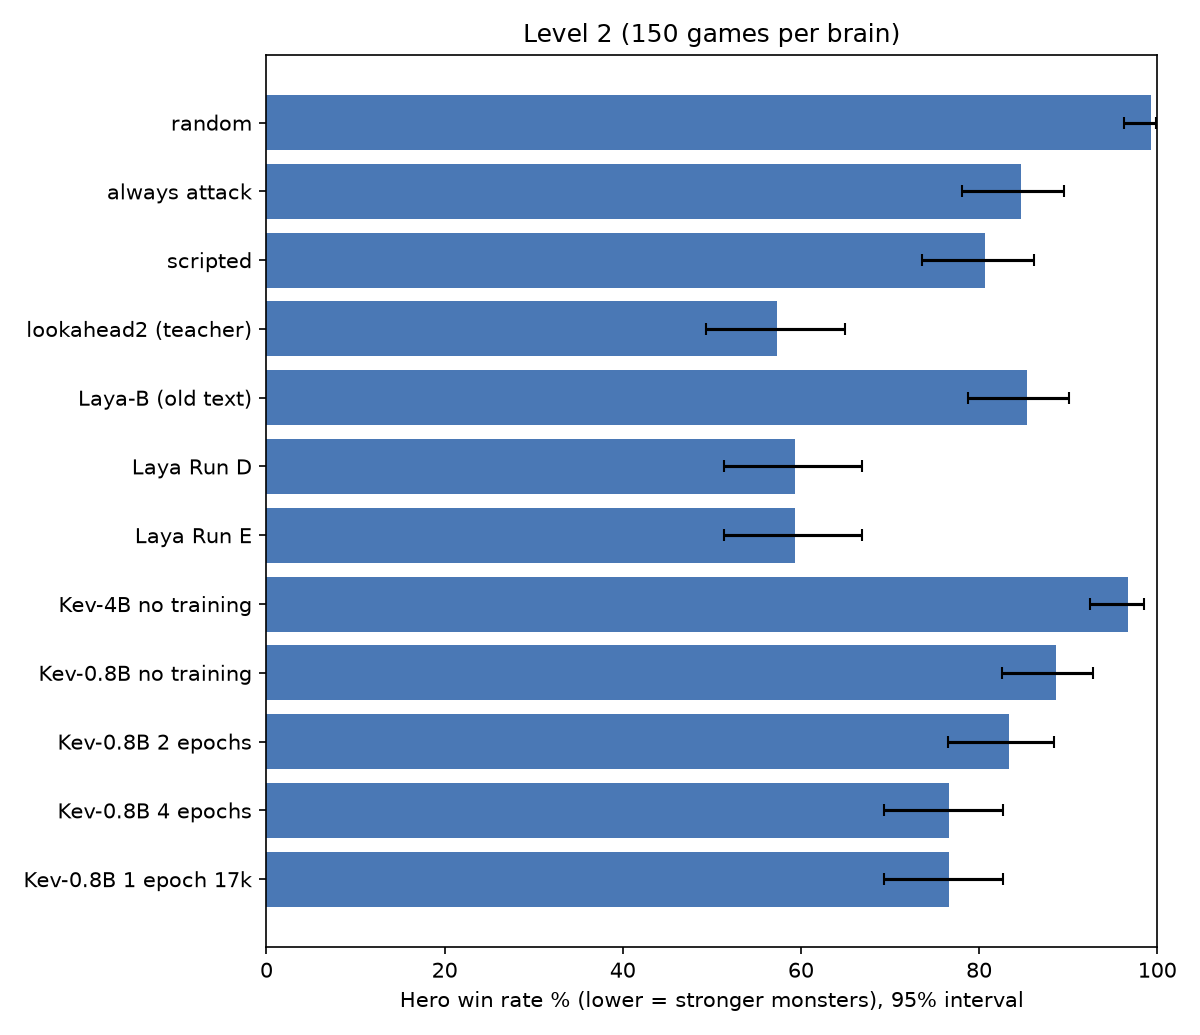 Level 2 (150 games per brain)
random
always attack
scripted
lookahead2 (teacher)
Laya-B (old text)
Laya Run D
Laya Run E
Kev-4B no training
Kev-0.8B no training
Kev-0.8B 2 epochs
Kev-0.8B 4 epochs
Kev-0.8B 1 epoch 17k
0 20 40 60 80 100
Hero win rate % (lower = stronger monsters), 95% interval